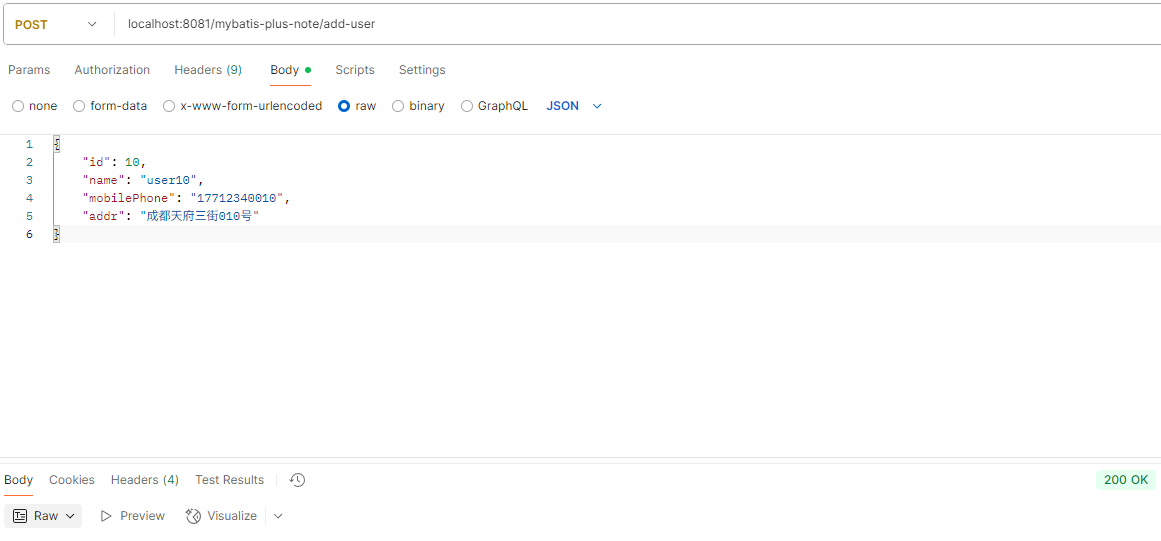 POST localhost:8081/mybatis-plus-note/add-user
Params Authorization Headers (9) Body Scripts Settings
none form-data x-www-form-urlencoded raw binary GraphQL JSON
1 {
2 "id": 10,
3 "name": "user10",
4 "mobilePhone": "17712340010",
5 "addr": "成都天府三街010号"
6 }
Body Cookies Headers (4) Test Results 200 OK
Raw Preview Visualize